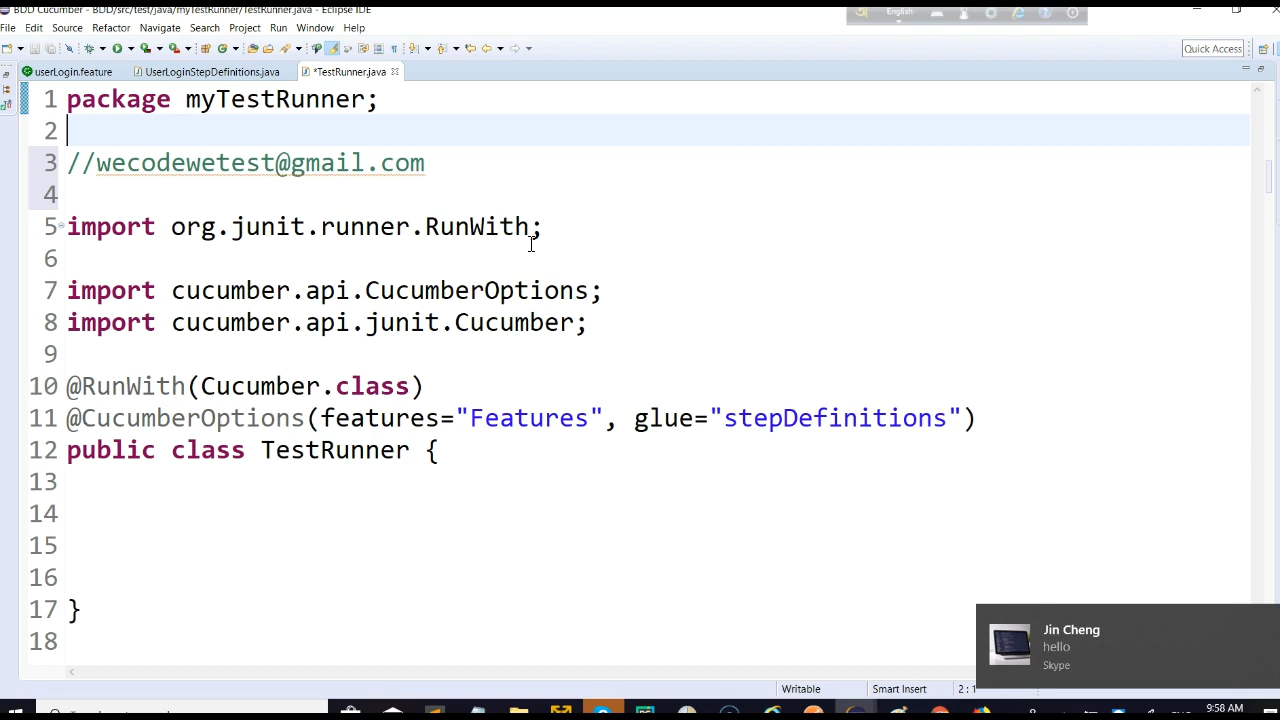 BDD Cucumber - BDD/src/test/java/myTestRunner/TestRunner.java - Eclipse IDE
English
File Edit Source Refactor Navigate Search Project Run Window Help
Quick Access
userLogin.feature UserLoginStepDefinitions.java *TestRunner.java
1 package myTestRunner;
2
3 //wecodewetest@gmail.com
4
5 import org.junit.runner.RunWith;
6
7 import cucumber.api.CucumberOptions;
8 import cucumber.api.junit.Cucumber;
9
10 @RunWith(Cucumber.class)
11 @CucumberOptions(features="Features", glue="stepDefinitions")
12 public class TestRunner {
13
14
15
16
17 }
18
Jin Cheng
hello
Skype
Writable Smart Insert 2 : 1
9:58 AM